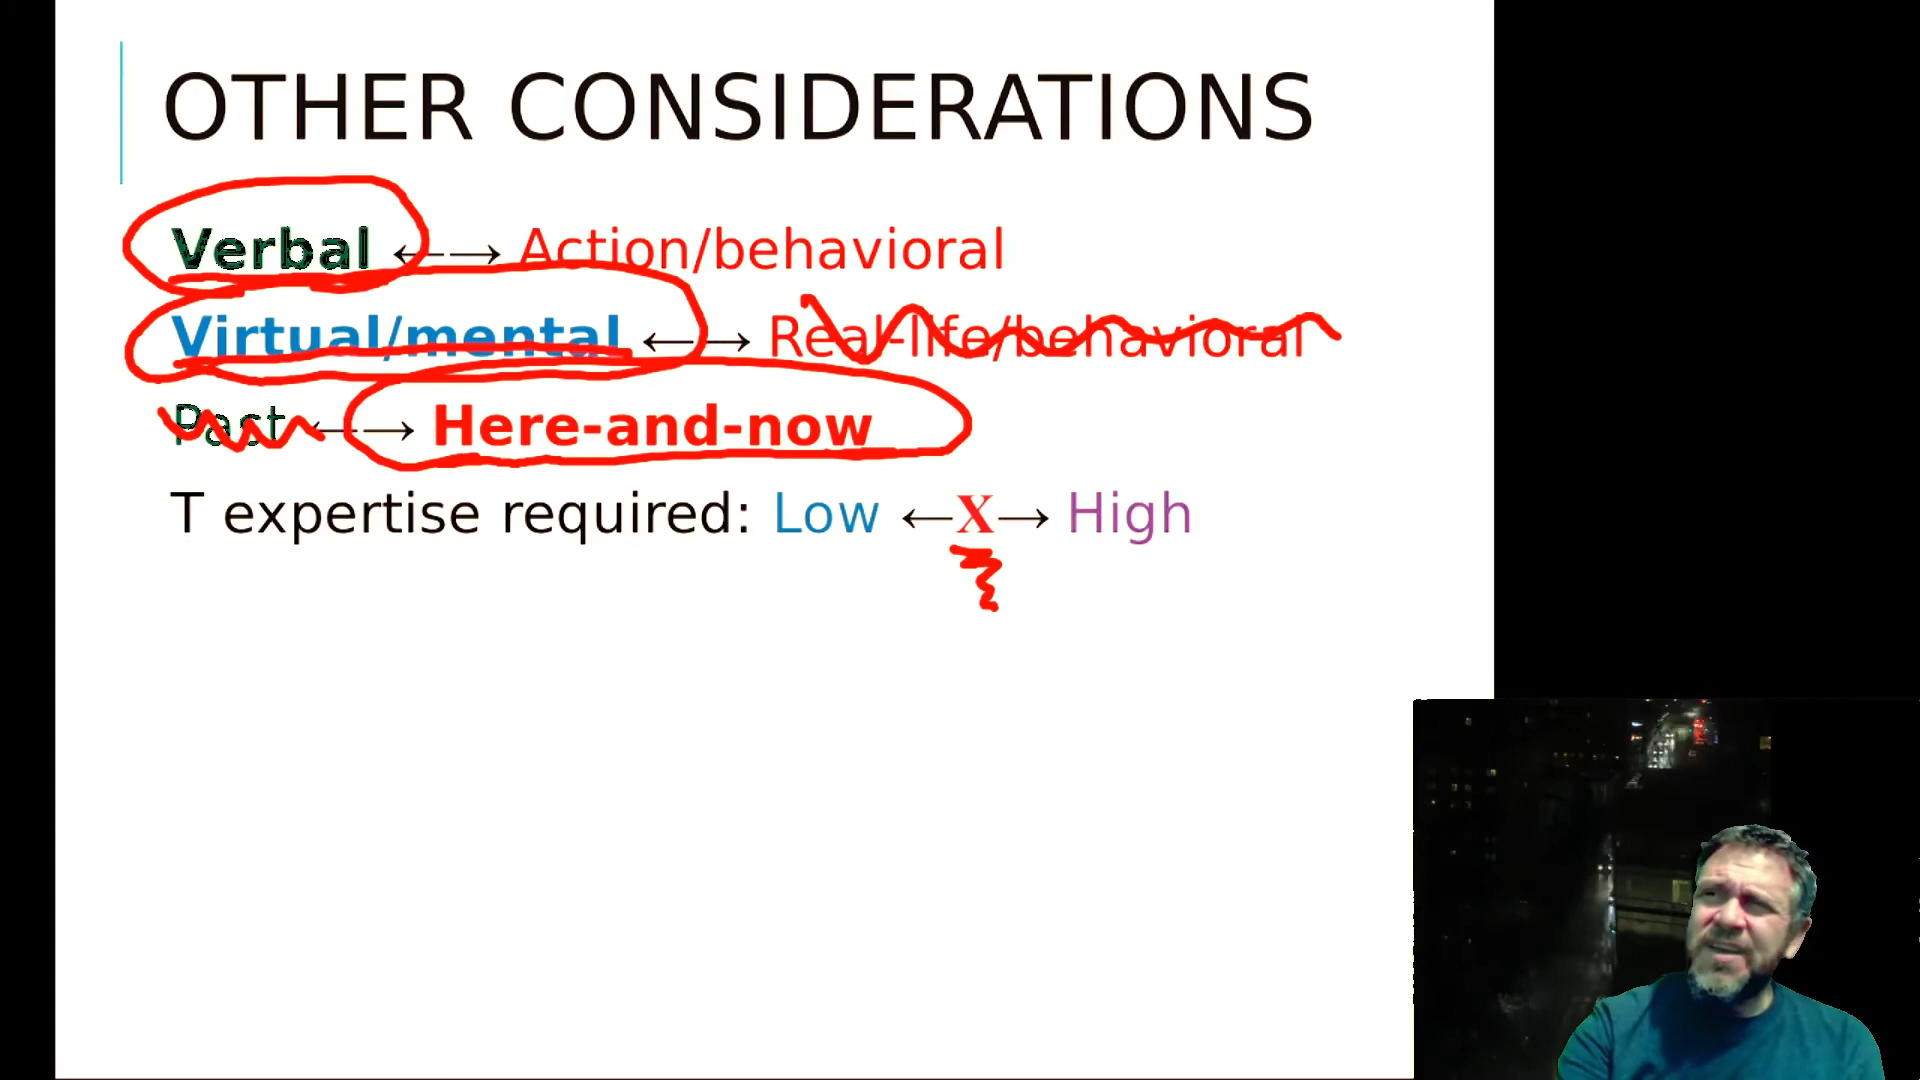 OTHER CONSIDERATIONS
Verbal ←--→ Action/behavioral
Virtual/mental ←--→ Real-life/behavioral
Past ←--→ Here-and-now
T expertise required: Low ←X→ High